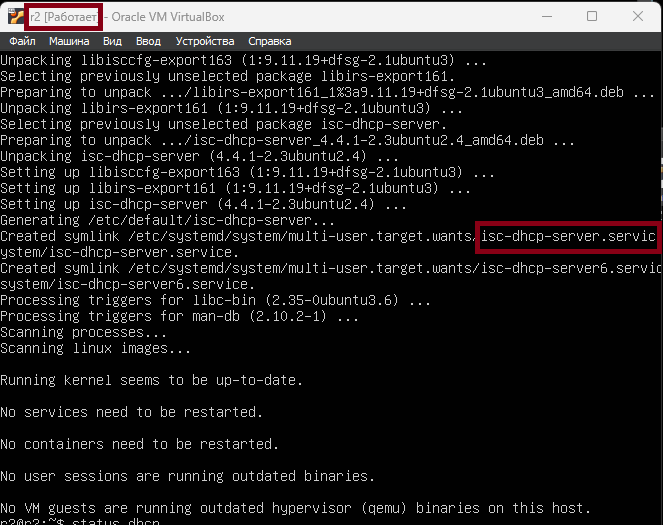 r2 [Работает] - Oracle VM VirtualBox
Файл Машина Вид Ввод Устройства Справка
Unpacking libisccfg-export163 (1:9.11.19+dfsg-2.1ubuntu3) ...
Selecting previously unselected package libirs-export161.
Preparing to unpack .../libirs-export161_1%3a9.11.19+dfsg-2.1ubuntu3_amd64.deb ...
Unpacking libirs-export161 (1:9.11.19+dfsg-2.1ubuntu3) ...
Selecting previously unselected package isc-dhcp-server.
Preparing to unpack .../isc-dhcp-server_4.4.1-2.3ubuntu2.4_amd64.deb ...
Unpacking isc-dhcp-server (4.4.1-2.3ubuntu2.4) ...
Setting up libisccfg-export163 (1:9.11.19+dfsg-2.1ubuntu3) ...
Setting up libirs-export161 (1:9.11.19+dfsg-2.1ubuntu3) ...
Setting up isc-dhcp-server (4.4.1-2.3ubuntu2.4) ...
Generating /etc/default/isc-dhcp-server...
Created symlink /etc/systemd/system/multi-user.target.wants/isc-dhcp-server.servic
ystem/isc-dhcp-server.service.
Created symlink /etc/systemd/system/multi-user.target.wants/isc-dhcp-server6.servic
system/isc-dhcp-server6.service.
Processing triggers for libc-bin (2.35-0ubuntu3.6) ...
Processing triggers for man-db (2.10.2-1) ...
Scanning processes...
Scanning linux images...
Running kernel seems to be up-to-date.
No services need to be restarted.
No containers need to be restarted.
No user sessions are running outdated binaries.
No VM guests are running outdated hypervisor (qemu) binaries on this host.
r2@r2:~$ status dhcp